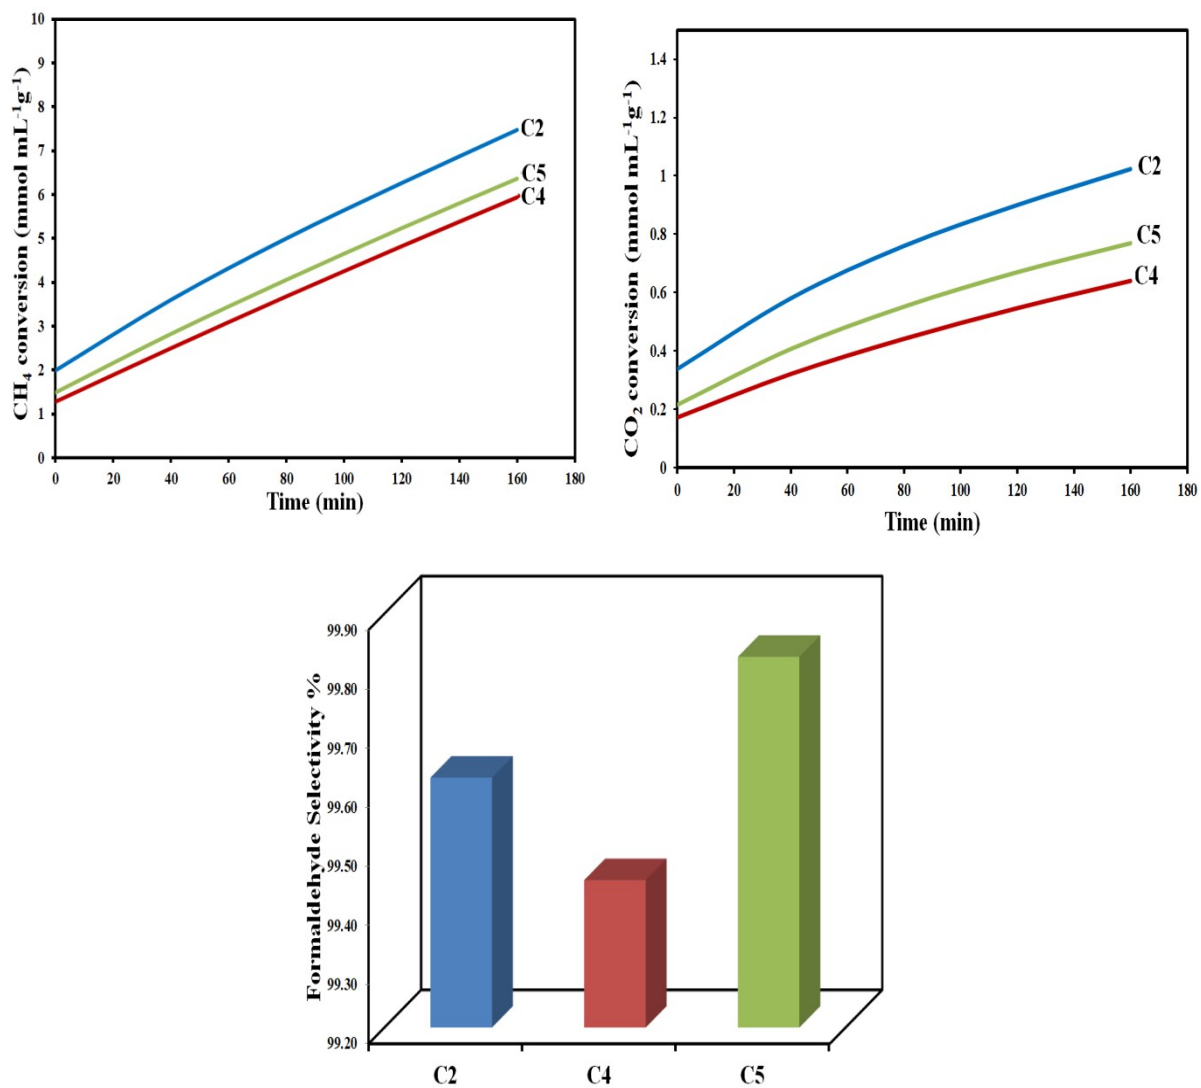 10
9
8
7
6
5
4
3
2
1
0
CH₄ conversion (mmol mL⁻¹g⁻¹)
C2
C5
C4
0 20 40 60 80 100 120 140 160 180
Time (min)
1.4
1.2
1
0.8
0.6
0.4
0.2
0
CO₂ conversion (mmol mL⁻¹g⁻¹)
C2
C5
C4
0 20 40 60 80 100 120 140 160 180
Time (min)
99.90
99.80
99.70
99.60
99.50
99.40
99.30
99.20
Formaldehyde Selectivity %
C2 C4 C5